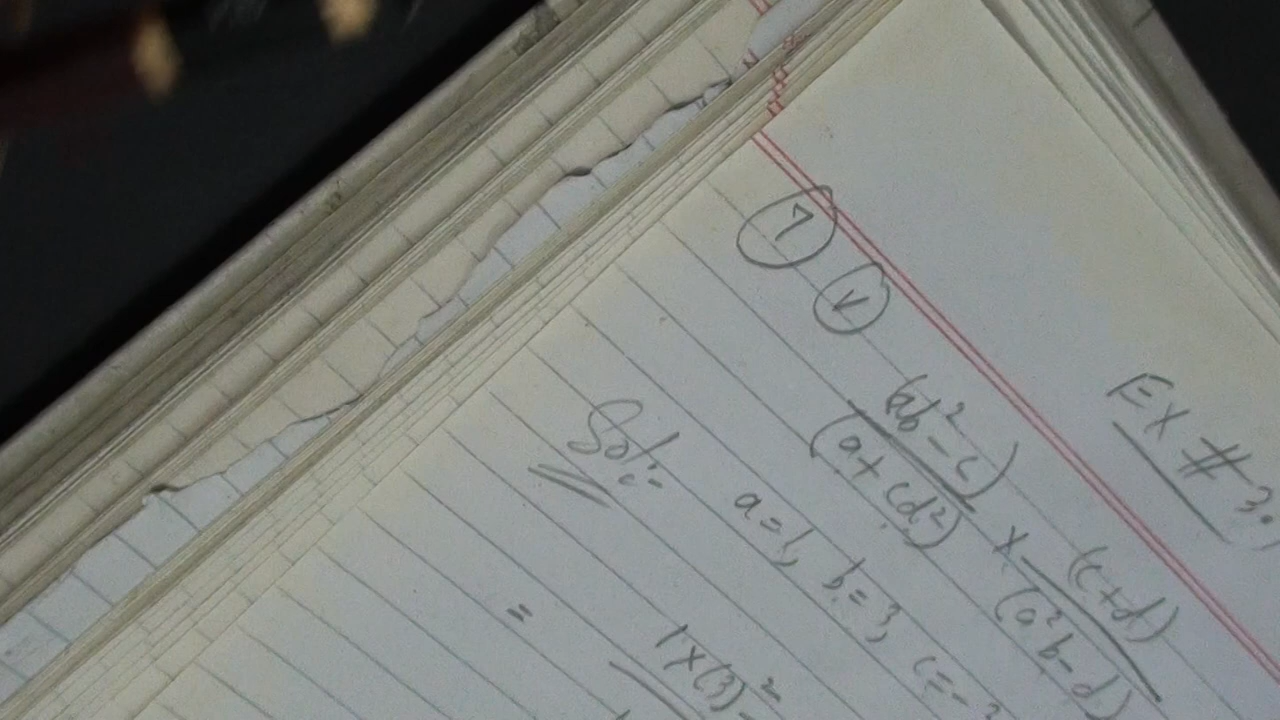 EX # 3.
7 v (ab² - c) / (a + cd²) × (c+d) / (a²b - d)
Sol:- a=1, b=3, c=-
= 1×(3)²